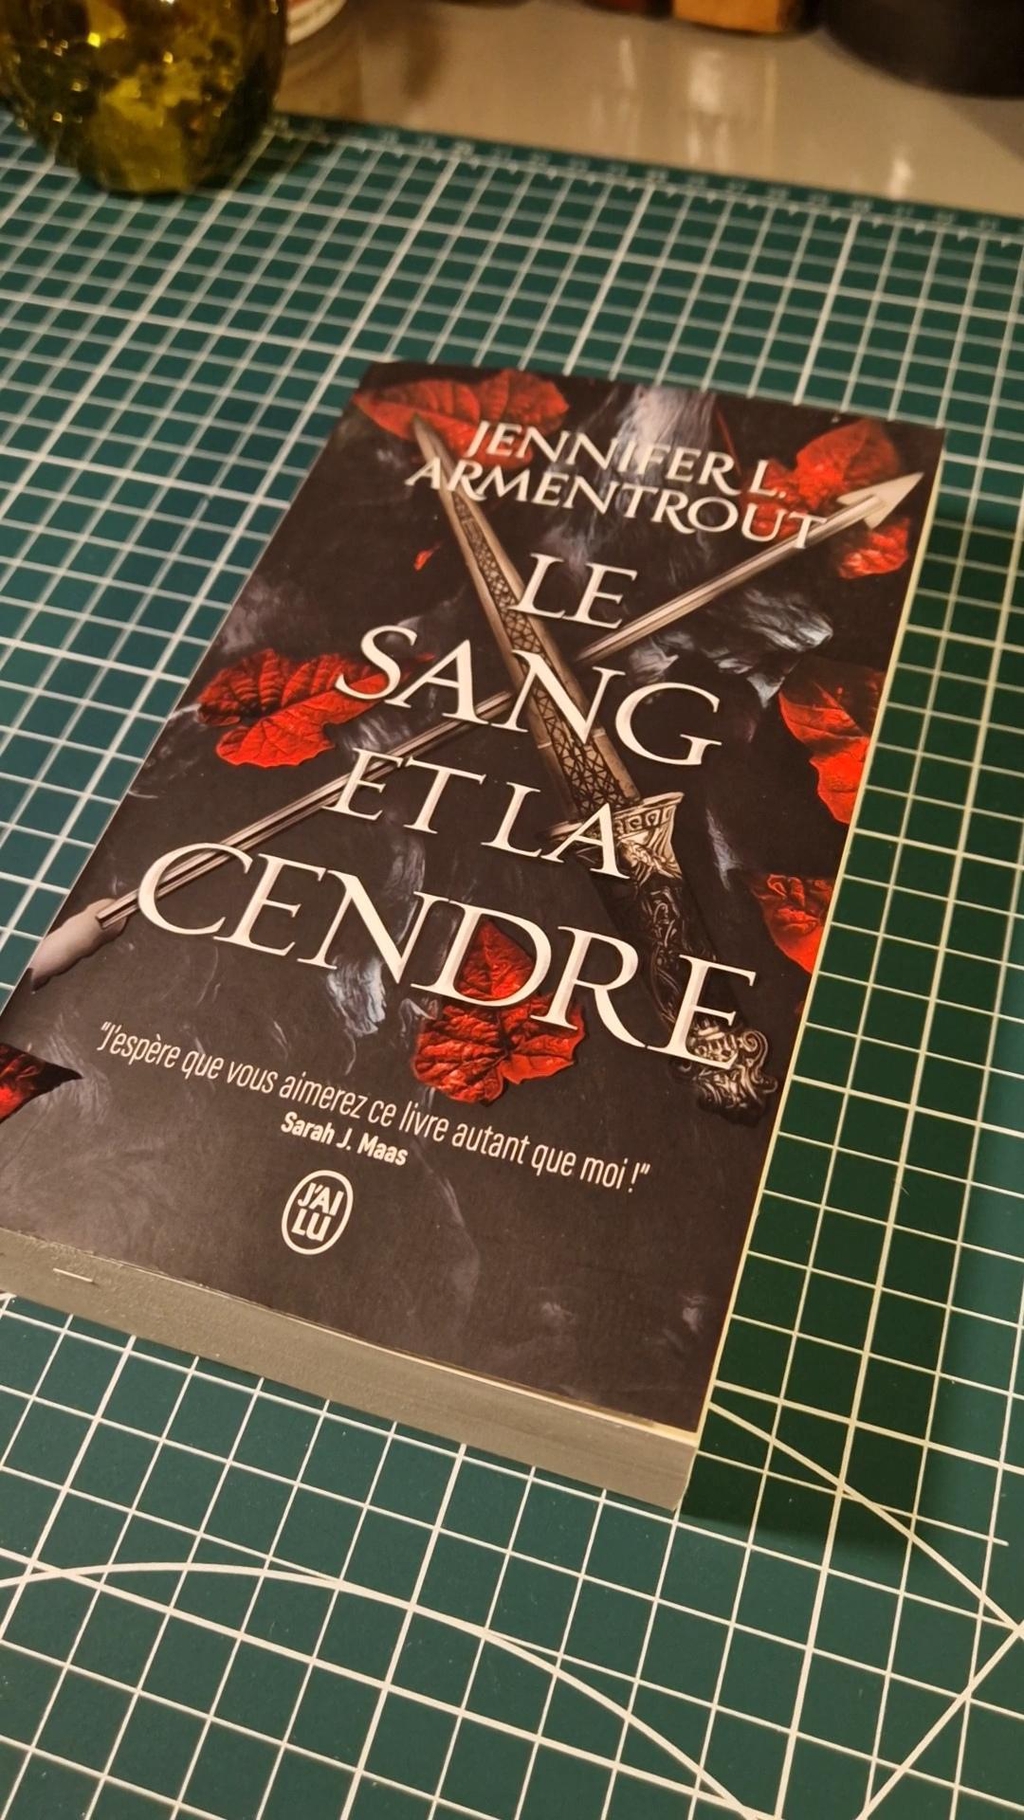 JENNIFER L.
ARMENTROUT
LE
SANG
ET LA
CENDRE
"J'espère que vous aimerez ce livre autant que moi !"
Sarah J. Maas
J'AI
LU